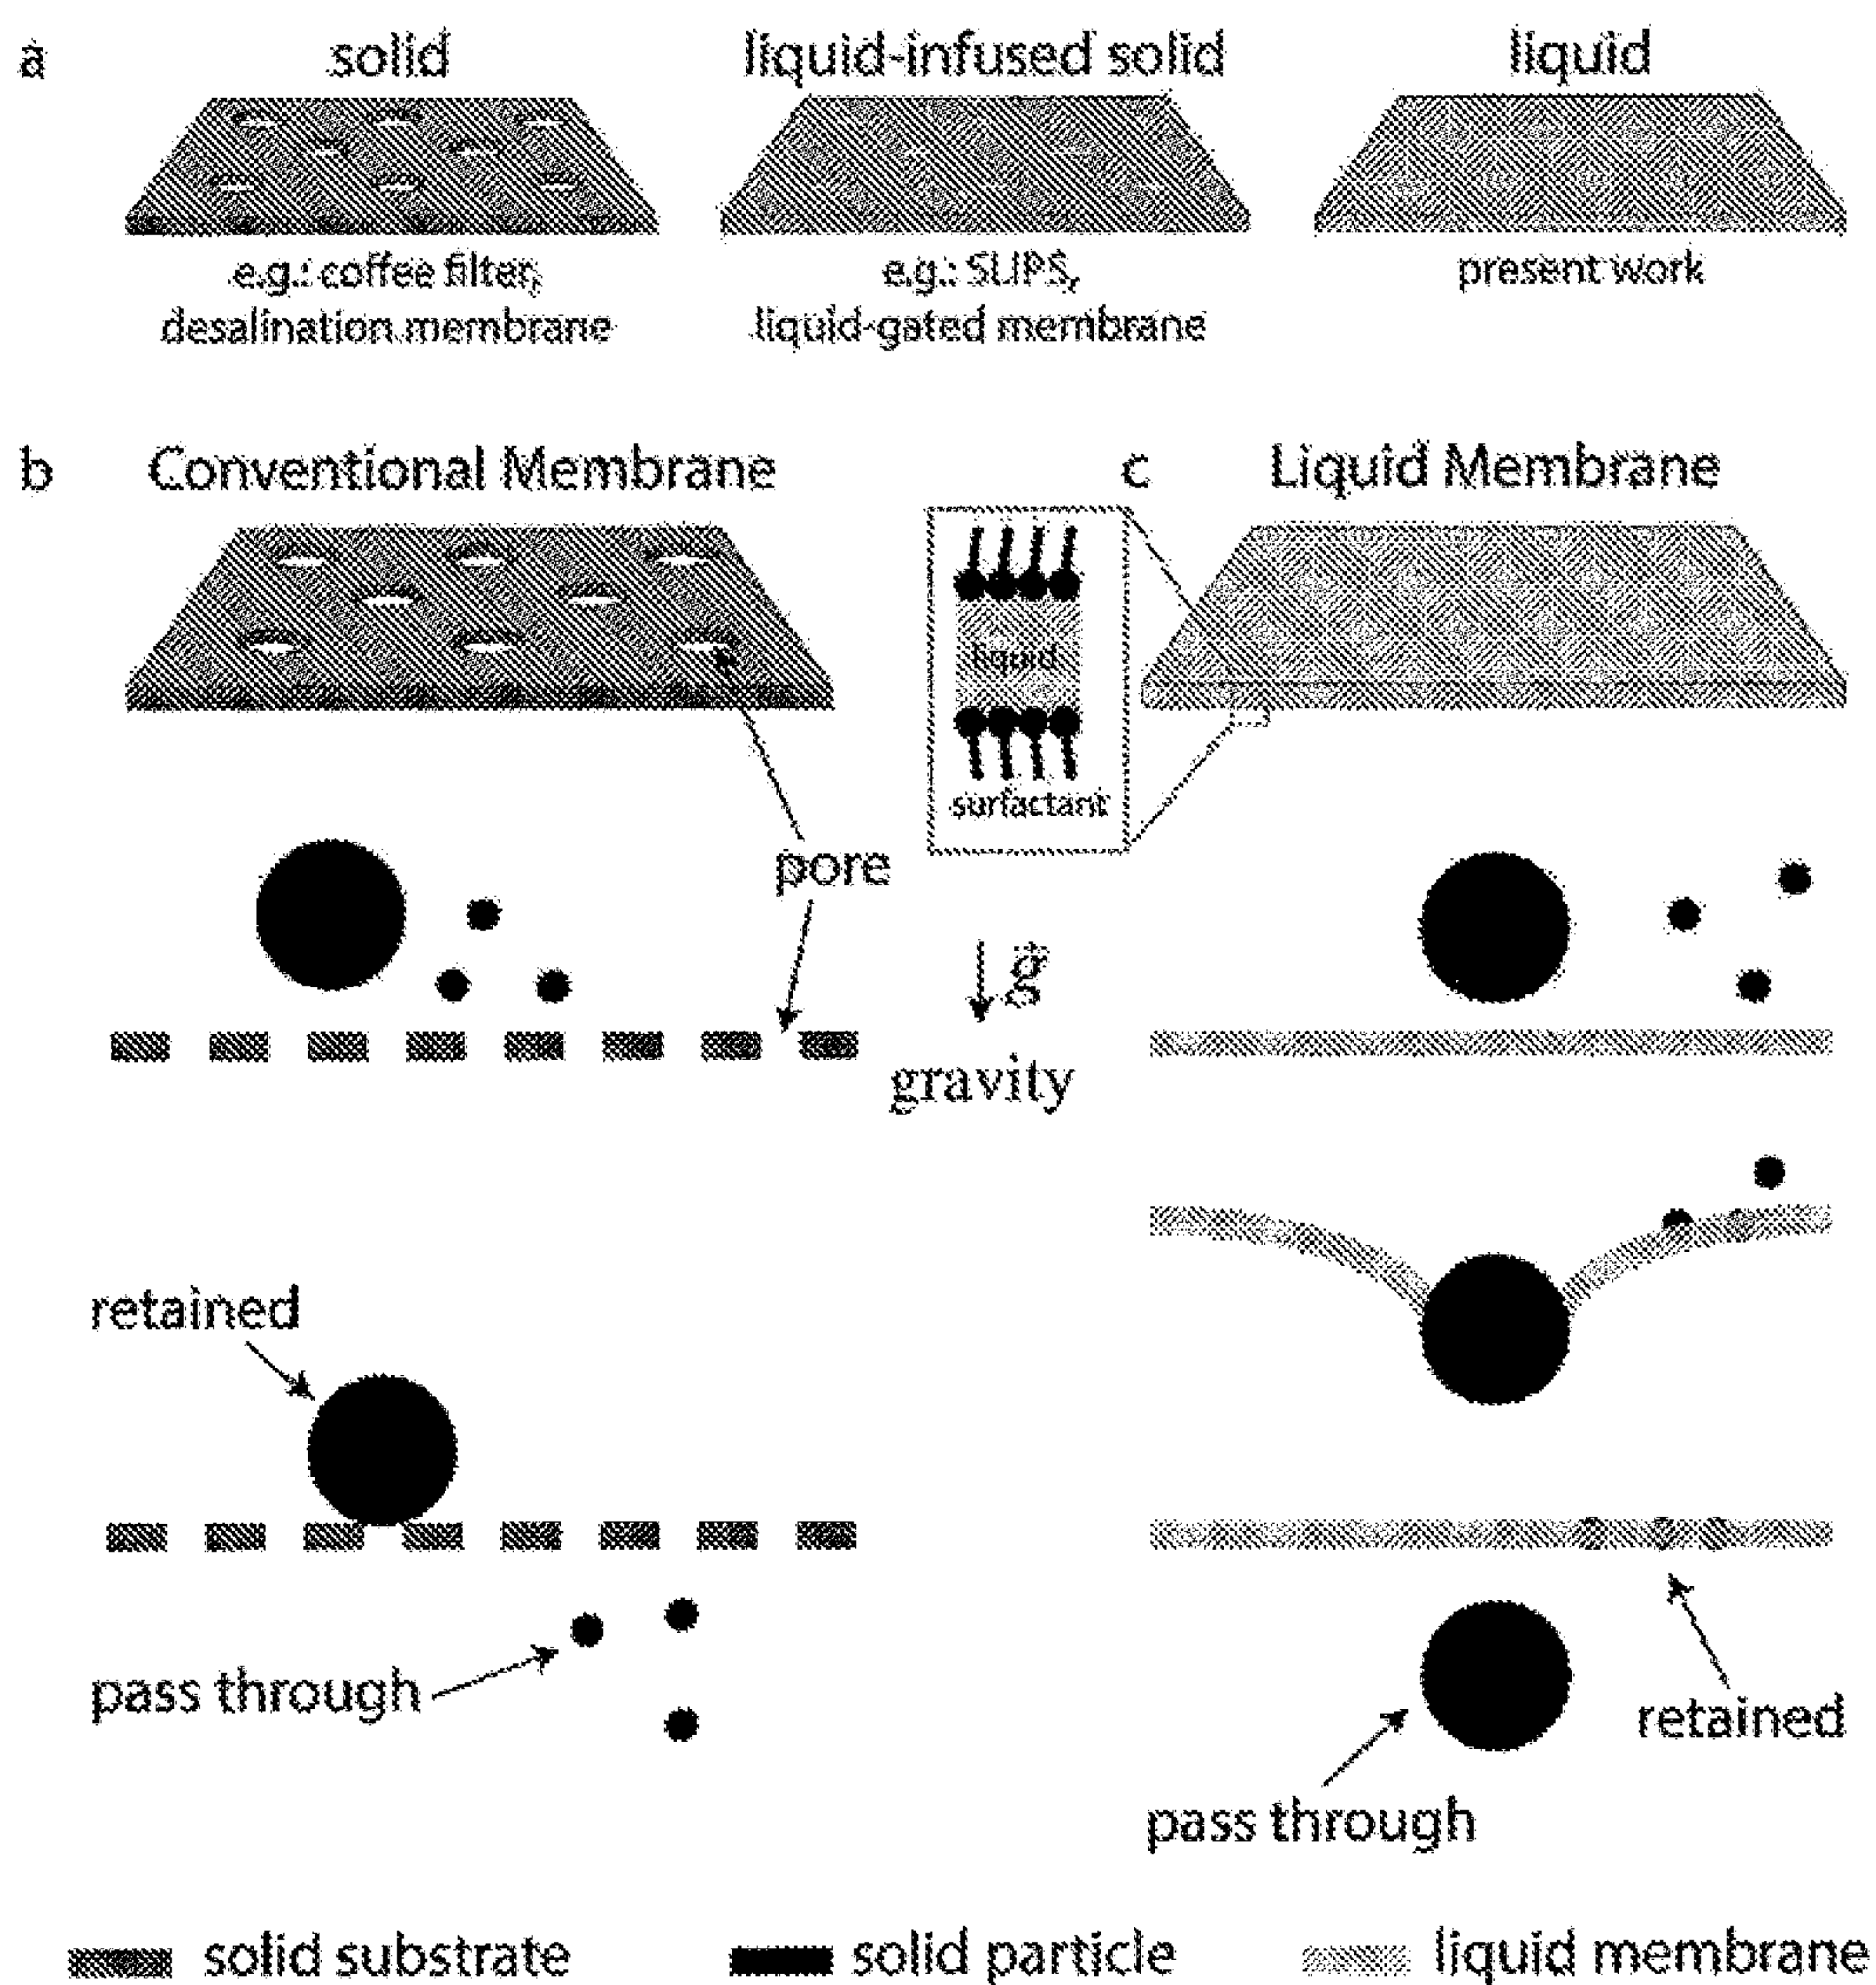 a
solid
liquid-infused solid
liquid
e.g.: coffee filter,
desalination membrane
e.g.: SLIPS,
liquid-gated membrane
present work
b
Conventional Membrane
c
Liquid Membrane
liquid
surfactant
pore
g
gravity
retained
pass through
retained
pass through
solid substrate
solid particle
liquid membrane